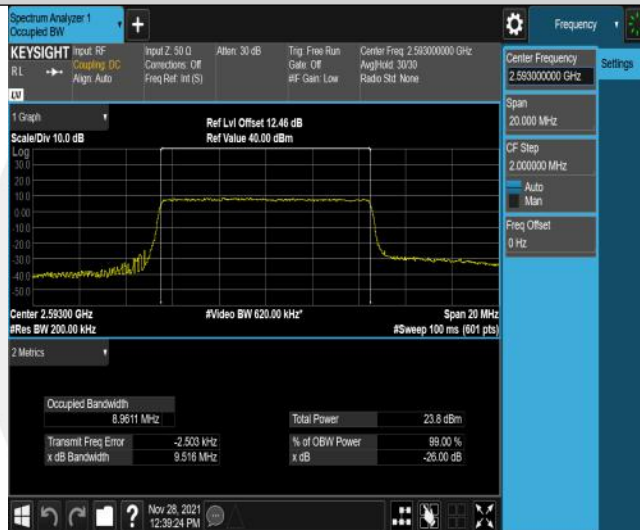 Spectrum Analyzer 1
Occupied BW
Frequency
KEYSIGHT
RL
LV
Input: RF
Coupling: DC
Align: Auto
Input Z: 50 Ω
Corrections: Off
Freq Ref: Int (S)
Atten: 30 dB
Trig: Free Run
Gate: Off
#IF Gain: Low
Center Freq: 2.593000000 GHz
Avg|Hold: 30/30
Radio Std: None
Center Frequency
2.593000000 GHz
Settings
Span
20.000 MHz
CF Step
2.000000 MHz
Auto
Man
Freq Offset
0 Hz
1 Graph
Scale/Div 10.0 dB
Ref Lvl Offset 12.46 dB
Ref Value 40.00 dBm
Log
30.0
20.0
10.0
0.00
-10.0
-20.0
-30.0
-40.0
-50.0
Center 2.59300 GHz
#Res BW 200.00 kHz
#Video BW 620.00 kHz*
Span 20 MHz
#Sweep 100 ms (601 pts)
2 Metrics
Occupied Bandwidth
8.9611 MHz
Transmit Freq Error -2.503 kHz
x dB Bandwidth 9.516 MHz
Total Power 23.8 dBm
% of OBW Power 99.00 %
x dB -26.00 dB
?
Nov 28, 2021
12:39:24 PM